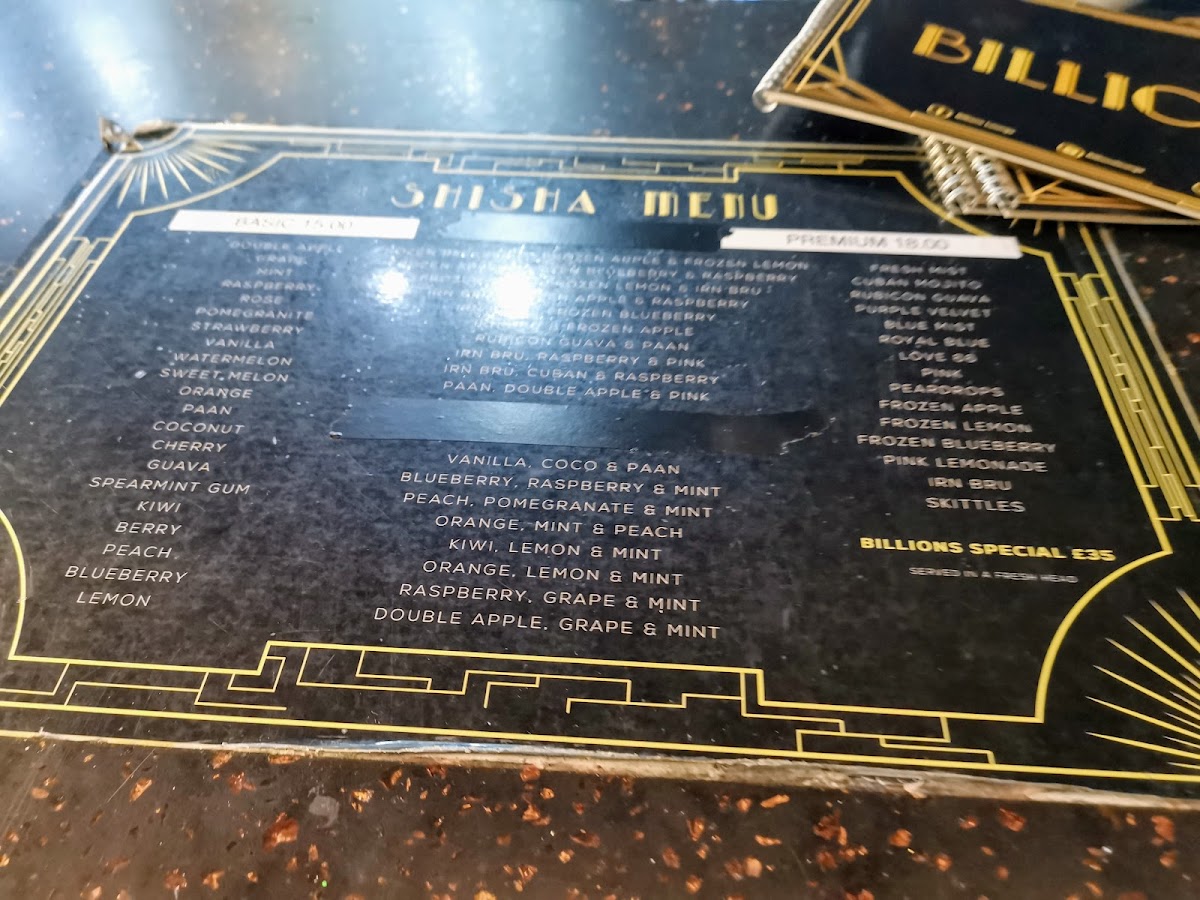 BILLIO
SHISHA MENU
BASIC 15.00
DOUBLE APPLE
GRAPE
MINT
RASPBERRY
ROSE
POMEGRANITE
STRAWBERRY
VANILLA
WATERMELON
SWEET MELON
ORANGE
PAAN
COCONUT
CHERRY
GUAVA
SPEARMINT GUM
KIWI
BERRY
PEACH
BLUEBERRY
LEMON
FROZEN APPLE & FROZEN LEMON
BLUEBERRY & RASPBERRY
FROZEN LEMON & IRN BRU
APPLE & RASPBERRY
FROZEN BLUEBERRY
& FROZEN APPLE
RUBICON GUAVA & PAAN
IRN BRU, RASPBERRY & PINK
IRN BRU, CUBAN & RASPBERRY
PAAN, DOUBLE APPLE & PINK
VANILLA, COCO & PAAN
BLUEBERRY, RASPBERRY & MINT
PEACH, POMEGRANATE & MINT
ORANGE, MINT & PEACH
KIWI, LEMON & MINT
ORANGE, LEMON & MINT
RASPBERRY, GRAPE & MINT
DOUBLE APPLE, GRAPE & MINT
PREMIUM 18.00
FRESH MIST
CUBAN MOJITO
RUBICON GUAVA
PURPLE VELVET
BLUE MIST
ROYAL BLUE
LOVE 66
PINK
PEARDROPS
FROZEN APPLE
FROZEN LEMON
FROZEN BLUEBERRY
PINK LEMONADE
IRN BRU
SKITTLES
BILLIONS SPECIAL £35
SERVED IN A FRESH HEAD